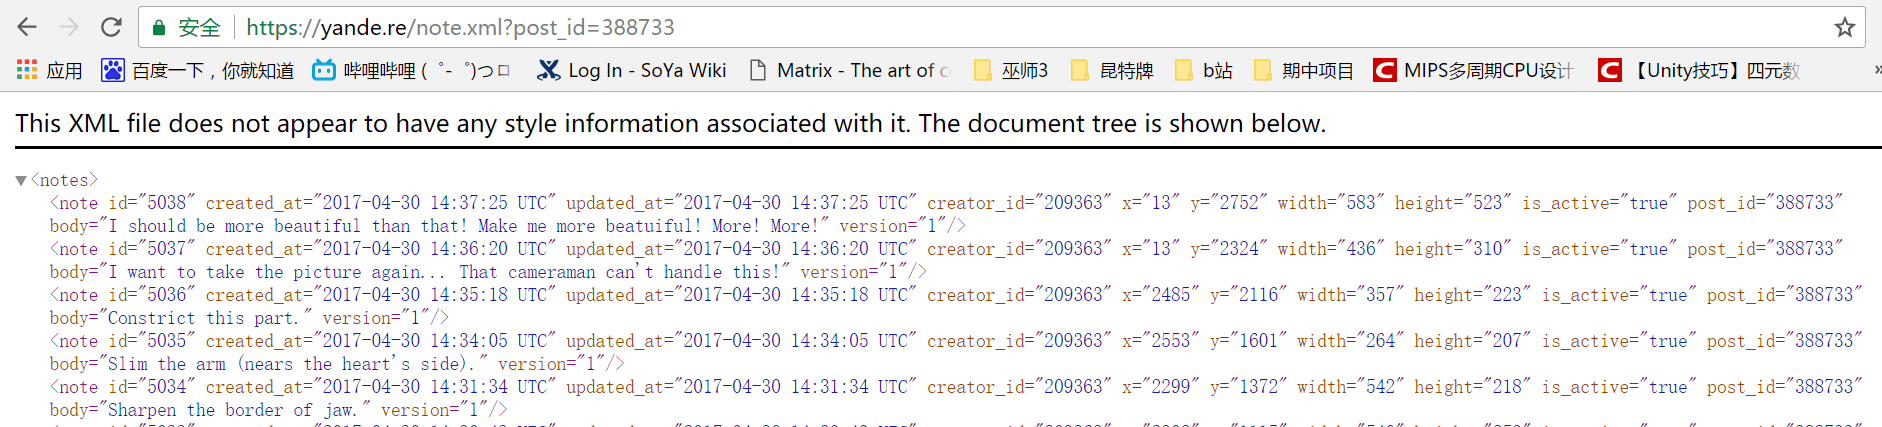 安全 https://yande.re/note.xml?post_id=388733
应用 百度一下，你就知道 哔哩哔哩 ( ゜- ゜)つロ Log In - SoYa Wiki Matrix - The art of 巫师3 昆特牌 b站 期中项目 MIPS多周期CPU设计 【Unity技巧】四元数 »
This XML file does not appear to have any style information associated with it. The document tree is shown below.
▼<notes>
<note id="5038" created_at="2017-04-30 14:37:25 UTC" updated_at="2017-04-30 14:37:25 UTC" creator_id="209363" x="13" y="2752" width="583" height="523" is_active="true" post_id="388733"
body="I should be more beautiful than that! Make me more beatuiful! More! More!" version="1"/>
<note id="5037" created_at="2017-04-30 14:36:20 UTC" updated_at="2017-04-30 14:36:20 UTC" creator_id="209363" x="13" y="2324" width="436" height="310" is_active="true" post_id="388733"
body="I want to take the picture again... That cameraman can't handle this!" version="1"/>
<note id="5036" created_at="2017-04-30 14:35:18 UTC" updated_at="2017-04-30 14:35:18 UTC" creator_id="209363" x="2485" y="2116" width="357" height="223" is_active="true" post_id="388733"
body="Constrict this part." version="1"/>
<note id="5035" created_at="2017-04-30 14:34:05 UTC" updated_at="2017-04-30 14:34:05 UTC" creator_id="209363" x="2553" y="1601" width="264" height="207" is_active="true" post_id="388733"
body="Slim the arm (nears the heart's side)." version="1"/>
<note id="5034" created_at="2017-04-30 14:31:34 UTC" updated_at="2017-04-30 14:31:34 UTC" creator_id="209363" x="2299" y="1372" width="542" height="218" is_active="true" post_id="388733"
body="Sharpen the border of jaw." version="1"/>